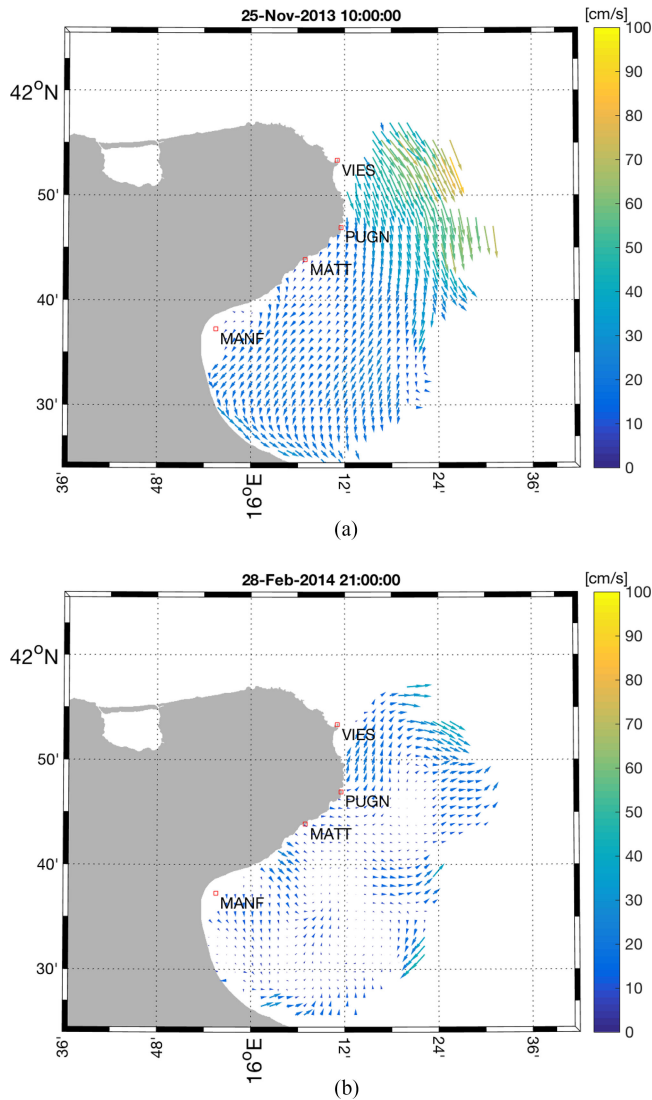 25-Nov-2013 10:00:00
[cm/s]
100
90
80
70
60
50
40
30
20
10
0
42°N
50'
40'
30'
VIES
PUGN
MATT
MANF
36'
48'
16°E
12'
24'
36'
(a)
28-Feb-2014 21:00:00
[cm/s]
100
90
80
70
60
50
40
30
20
10
0
42°N
50'
40'
30'
VIES
PUGN
MATT
MANF
36'
48'
16°E
12'
24'
36'
(b)